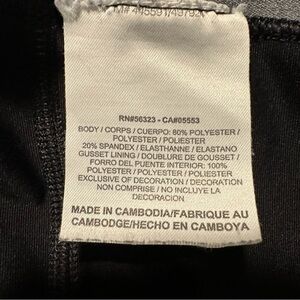 RN#56323 - CA#05553
BODY / CORPS / CUERPO: 80% POLYESTER /
POLYESTER / POLIESTER
20% SPANDEX / ELASTHANNE / ELASTANO
GUSSET LINING / DOUBLURE DE GOUSSET /
FORRO DEL PUENTE INTERIOR: 100%
POLYESTER / POLYESTER / POLIESTER
EXCLUSIVE OF DECORATION / DECORATION
NON COMPRISE / NO INCLUYE LA
DECORACION
MADE IN CAMBODIA/FABRIQUE AU
CAMBODGE/HECHO EN CAMBOYA